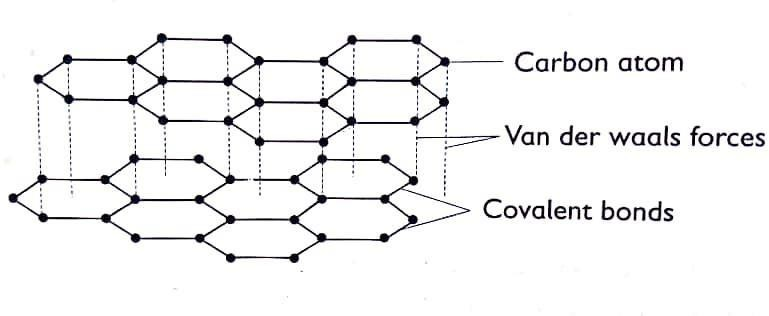 Carbon atom
Van der waals forces
Covalent bonds